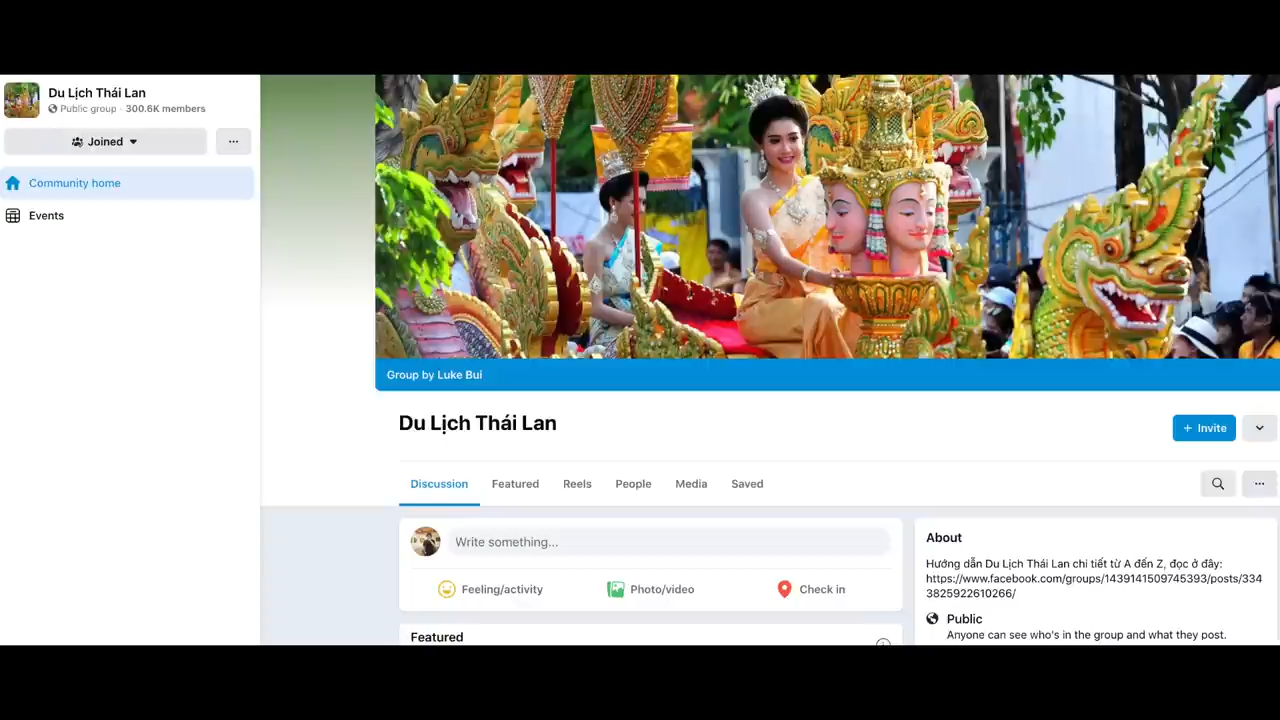 Du Lịch Thái Lan
Public group · 300.6K members
Joined
Community home
Events
Group by Luke Bui
Du Lịch Thái Lan
+ Invite
Discussion
Featured
Reels
People
Media
Saved
Write something...
Feeling/activity
Photo/video
Check in
Featured
About
Hướng dẫn Du Lịch Thái Lan chi tiết từ A đến Z, đọc ở đây:
https://www.facebook.com/groups/1439141509745393/posts/334
3825922610266/
Public
Anyone can see who's in the group and what they post.